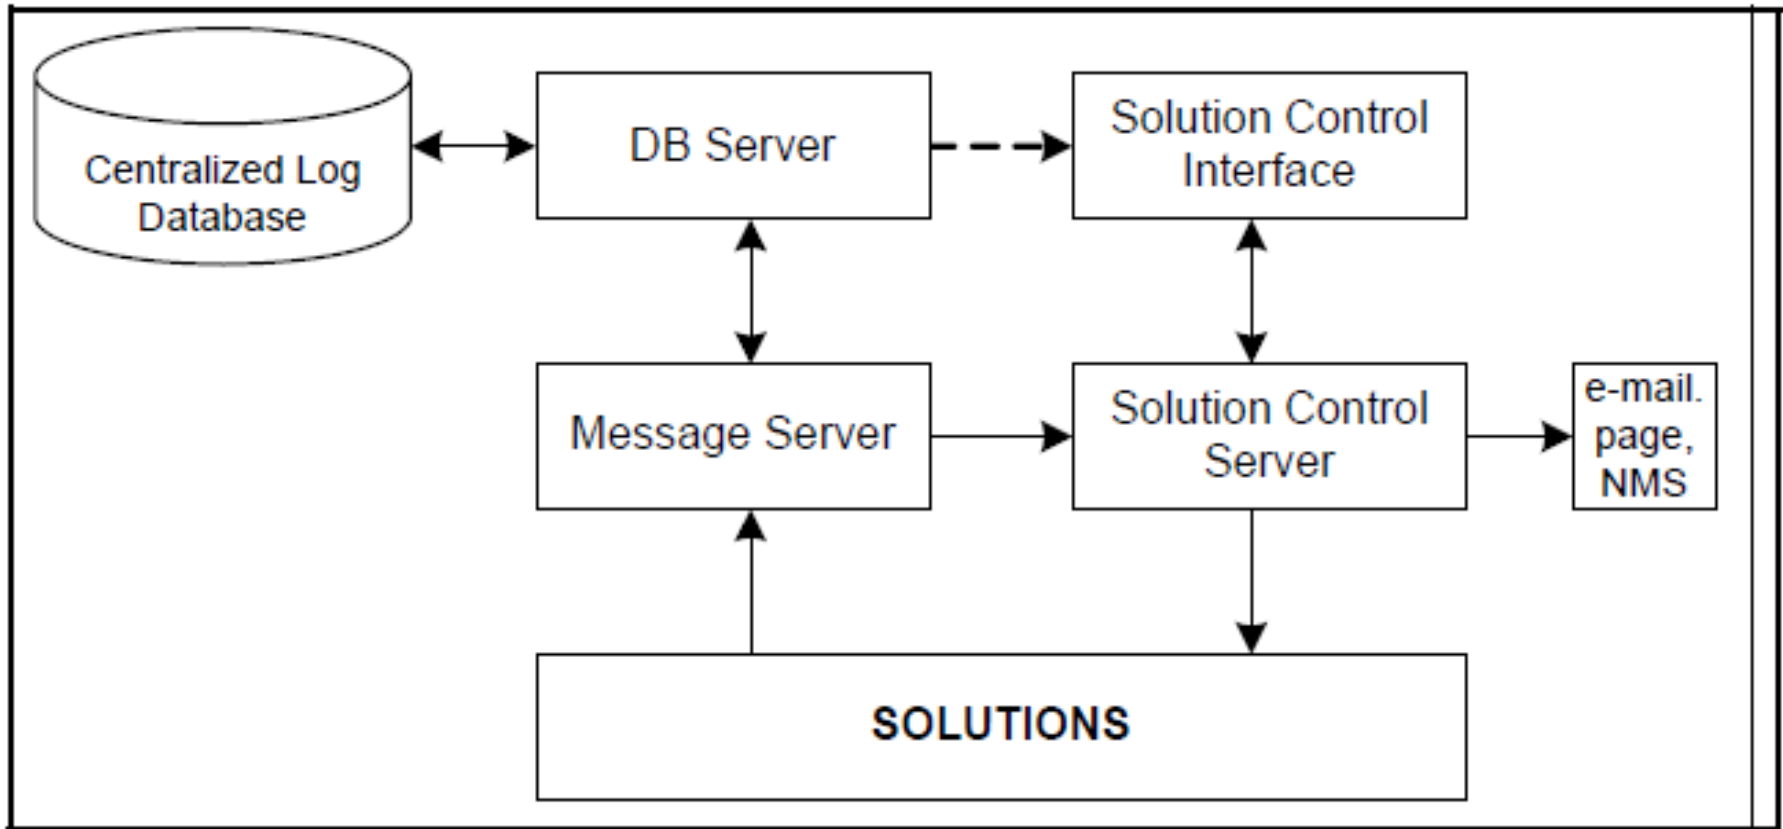 Centralized Log
Database
DB Server
Solution Control
Interface
Message Server
Solution Control
Server
e-mail.
page,
NMS
SOLUTIONS